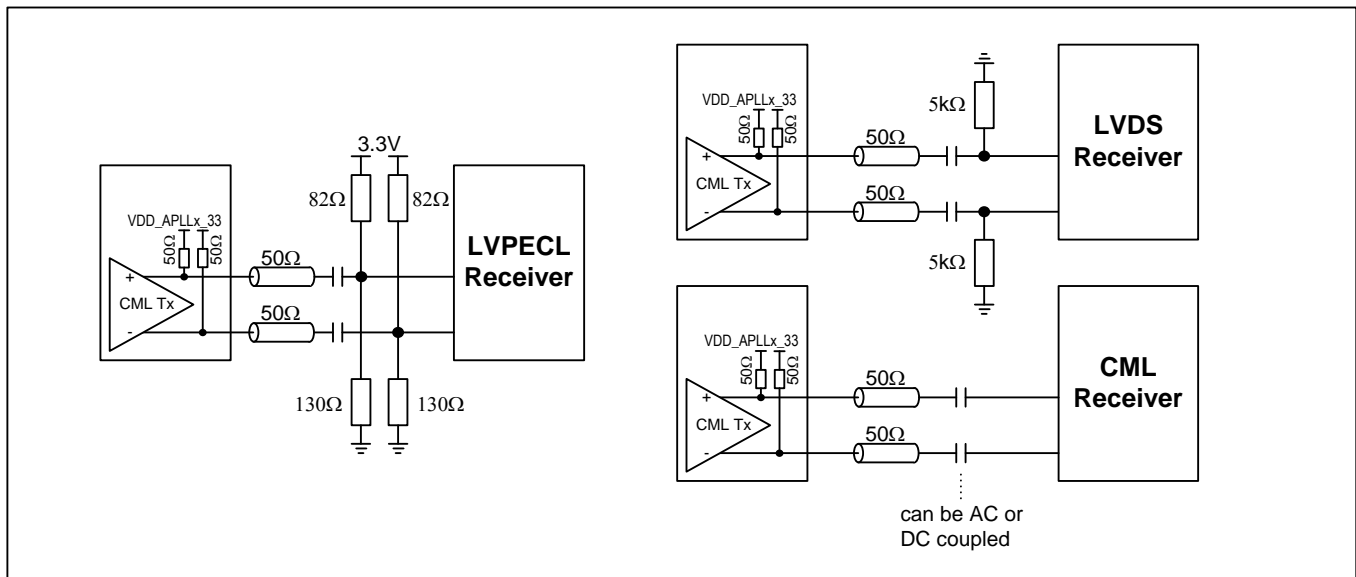 3.3V
82Ω
82Ω
VDD_APLLx_33
50Ω
50Ω
50Ω
+
CML Tx
-
50Ω
LVPECL
Receiver
130Ω
130Ω
VDD_APLLx_33
50Ω
50Ω
5kΩ
50Ω
+
CML Tx
-
50Ω
LVDS
Receiver
5kΩ
VDD_APLLx_33
50Ω
50Ω
50Ω
+
CML Tx
-
50Ω
CML
Receiver
can be AC or
DC coupled